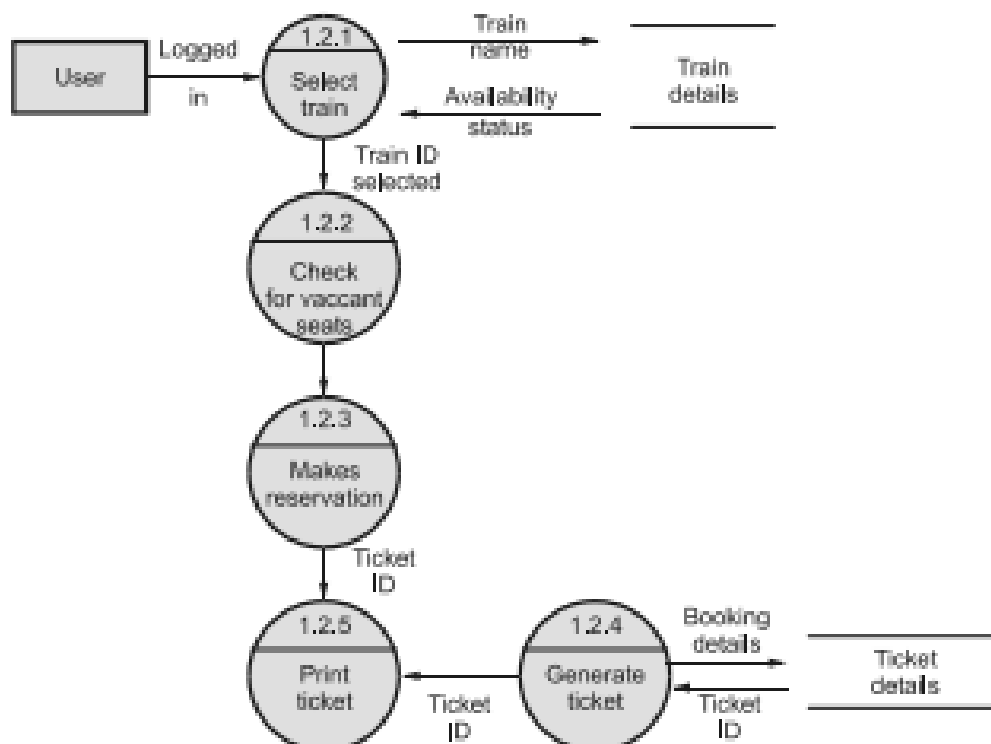 User
Logged
in
1.2.1
Select
train
Train
name
Availability
status
Train
details
Train ID
selected
1.2.2
Check
for vaccant
seats
1.2.3
Makes
reservation
Ticket
ID
1.2.5
Print
ticket
Ticket
ID
1.2.4
Generate
ticket
Booking
details
Ticket
ID
Ticket
details